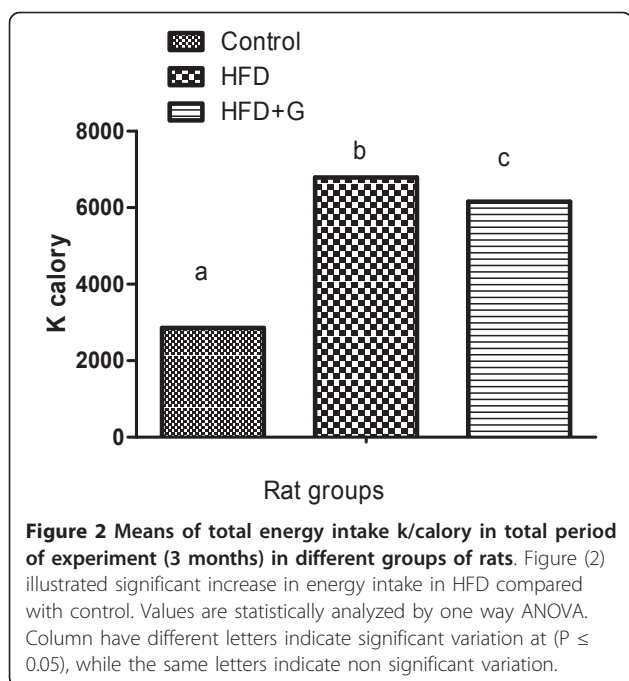 Control
HFD
HFD+G
8000
6000
4000
2000
0
K calory
a
b
c
Rat groups
Figure 2 Means of total energy intake k/calory in total period
of experiment (3 months) in different groups of rats. Figure (2)
illustrated significant increase in energy intake in HFD compared
with control. Values are statistically analyzed by one way ANOVA.
Column have different letters indicate significant variation at (P ≤
0.05), while the same letters indicate non significant variation.